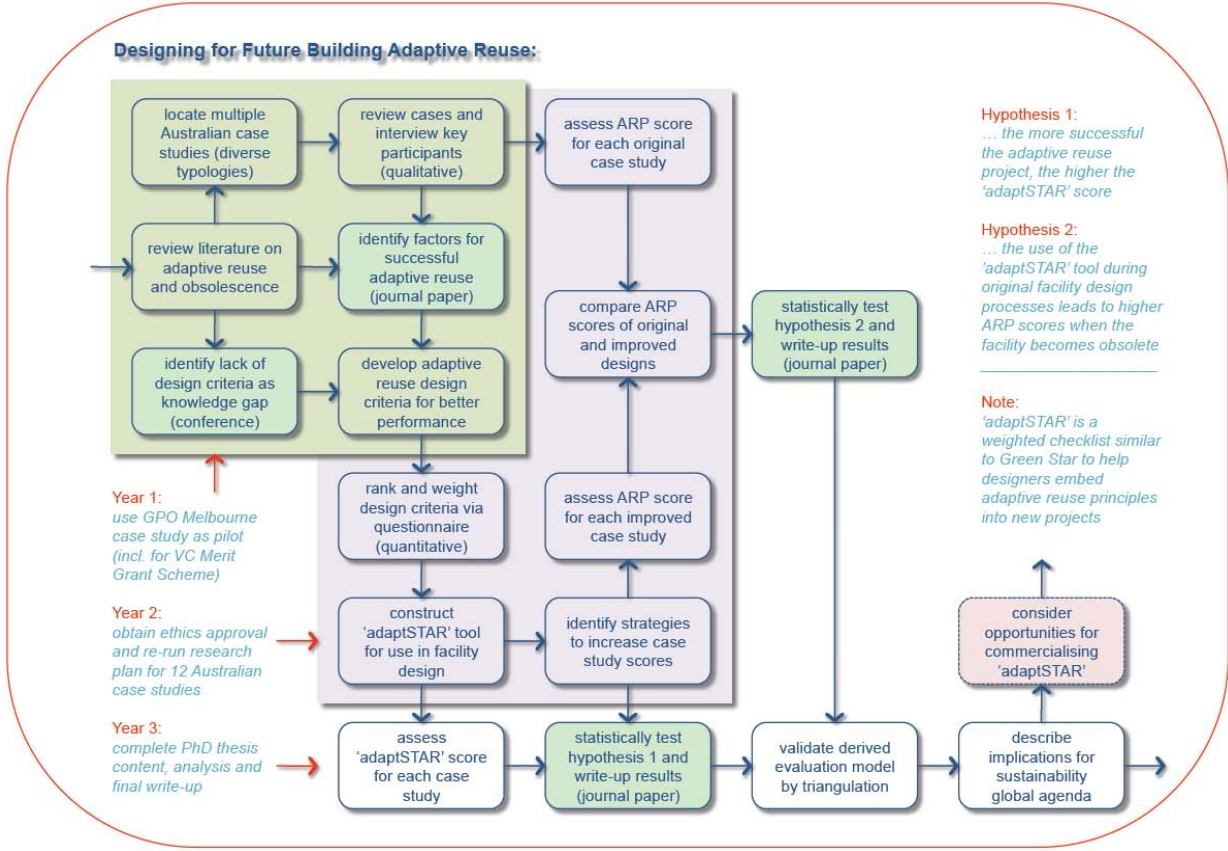 Designing for Future Building Adaptive Reuse:
locate multiple
Australian case
studies (diverse
typologies)
review cases and
interview key
participants
(qualitative)
assess ARP score
for each original
case study
review literature on
adaptive reuse
and obsolescence
identify factors for
successful
adaptive reuse
(journal paper)
compare ARP
scores of original
and improved
designs
statistically test
hypothesis 2 and
write-up results
(journal paper)
identify lack of
design criteria as
knowledge gap
(conference)
develop adaptive
reuse design
criteria for better
performance
rank and weight
design criteria via
questionnaire
(quantitative)
assess ARP score
for each improved
case study
construct
‘adaptSTAR’ tool
for use in facility
design
identify strategies
to increase case
study scores
consider
opportunities for
commercialising
‘adaptSTAR’
assess
‘adaptSTAR’ score
for each case
study
statistically test
hypothesis 1 and
write-up results
(journal paper)
validate derived
evaluation model
by triangulation
describe
implications for
sustainability
global agenda
Year 1:
use GPO Melbourne
case study as pilot
(incl. for VC Merit
Grant Scheme)
Year 2:
obtain ethics approval
and re-run research
plan for 12 Australian
case studies
Year 3:
complete PhD thesis
content, analysis and
final write-up
Hypothesis 1:
... the more successful
the adaptive reuse
project, the higher the
‘adaptSTAR’ score
Hypothesis 2:
... the use of the
‘adaptSTAR’ tool during
original facility design
processes leads to higher
ARP scores when the
facility becomes obsolete
Note:
‘adaptSTAR’ is a
weighted checklist similar
to Green Star to help
designers embed
adaptive reuse principles
into new projects